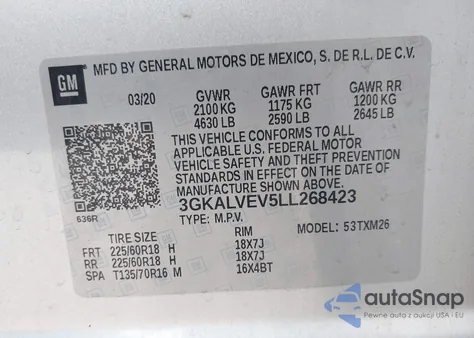 GM MFD BY GENERAL MOTORS DE MEXICO, S. DE R.L. DE C.V.
03/20 GVWR GAWR FRT GAWR RR
2100 KG 1175 KG 1200 KG
4630 LB 2590 LB 2645 LB
THIS VEHICLE CONFORMS TO ALL
APPLICABLE U.S. FEDERAL MOTOR
VEHICLE SAFETY AND THEFT PREVENTION
STANDARDS IN EFFECT ON THE DATE OF
MANUFACTURE SHOWN ABOVE.
636R 3GKALVEV5LL268423
TYPE: M.P.V. MODEL: 53TXM26
TIRE SIZE RIM
FRT 225/60R18 H 18X7J
RR 225/60R18 H 18X7J
SPA T135/70R16 M 16X4BT
autaSnap
Pewne z aukcji USA i EU